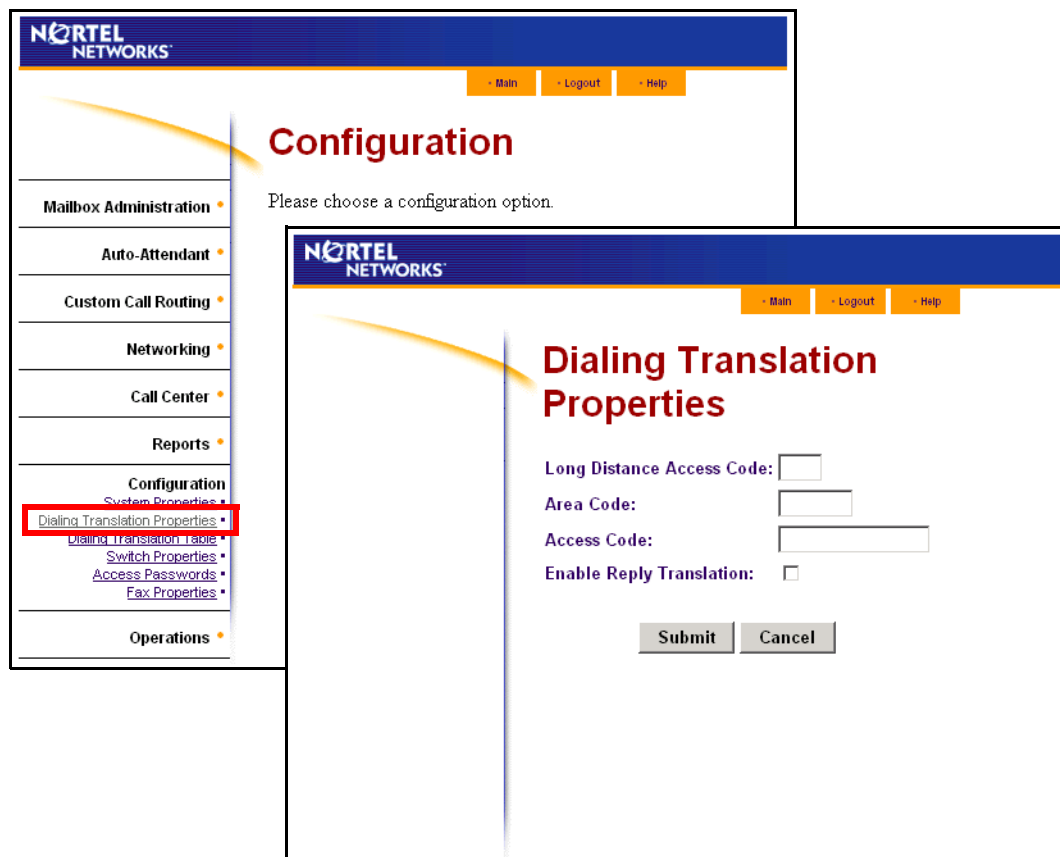 NORTEL
NETWORKS
• Main • Logout • Help
Configuration
Please choose a configuration option.
Mailbox Administration •
Auto-Attendant •
Custom Call Routing •
Networking •
Call Center •
Reports •
Configuration
System Properties ▪
Dialing Translation Properties ▪
Dialing Translation Table ▪
Switch Properties ▪
Access Passwords ▪
Fax Properties ▪
Operations •
NORTEL
NETWORKS
• Main • Logout • Help
Dialing Translation
Properties
Long Distance Access Code:
Area Code:
Access Code:
Enable Reply Translation:
Submit Cancel